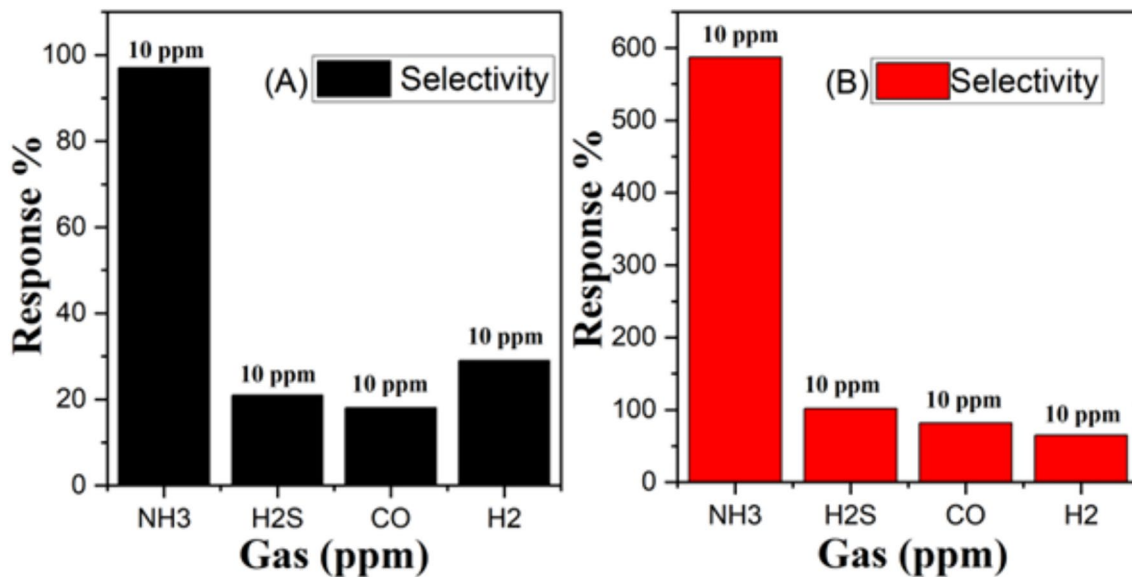 10 ppm
(A) Selectivity
Response %
100
80
60
40
20
0
10 ppm
10 ppm
10 ppm
NH3 H2S CO H2
Gas (ppm)
10 ppm
(B) Selectivity
Response %
600
500
400
300
200
100
0
10 ppm
10 ppm
10 ppm
NH3 H2S CO H2
Gas (ppm)